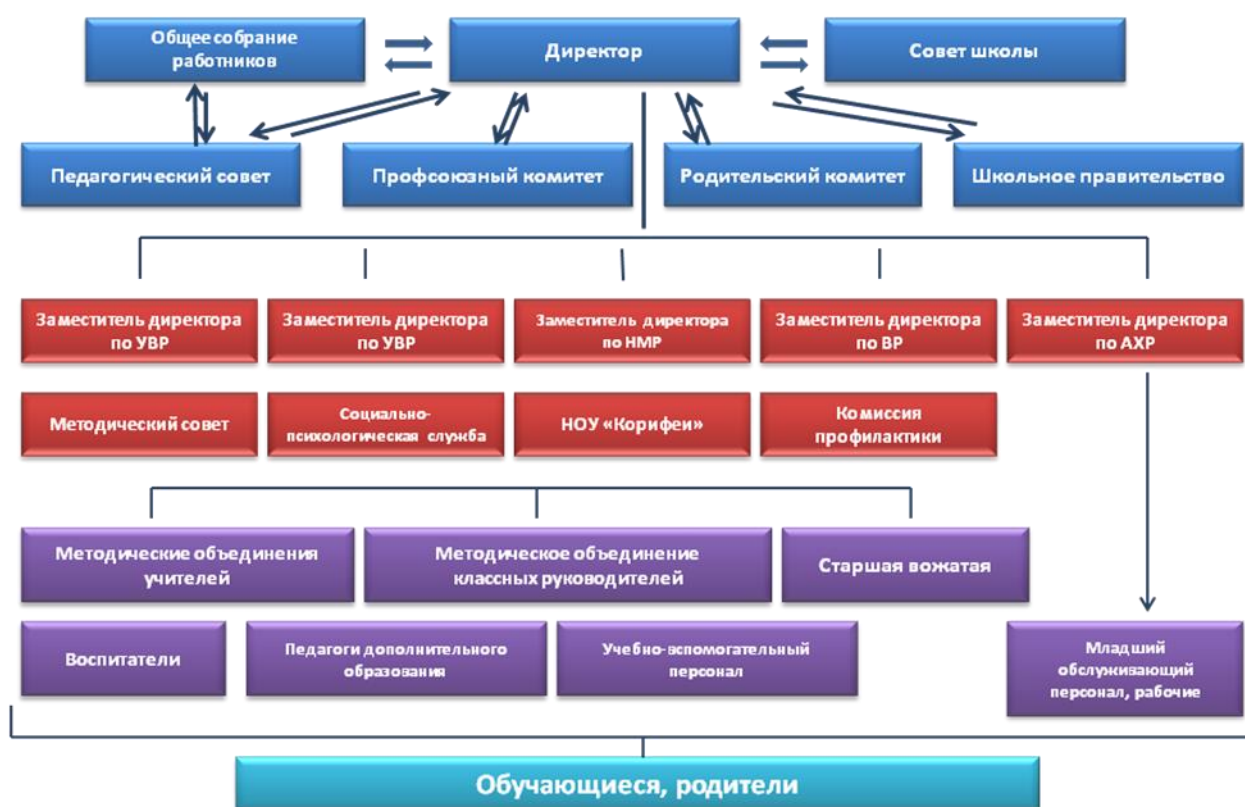 Общее собрание
работников
Директор
Совет школы
Педагогический совет
Профсоюзный комитет
Родительский комитет
Школьное правительство
Заместитель директора
по УВР
Заместитель директора
по УВР
Заместитель директора
по НМР
Заместитель директора
по ВР
Заместитель директора
по АХР
Методический совет
Социально-
психологическая служба
НОУ «Корифеи»
Комиссия
профилактики
Методические объединения
учителей
Методическое объединение
классных руководителей
Старшая вожатая
Воспитатели
Педагоги дополнительного
образования
Учебно-вспомогательный
персонал
Младший
обслуживающий
персонал, рабочие
Обучающиеся, родители